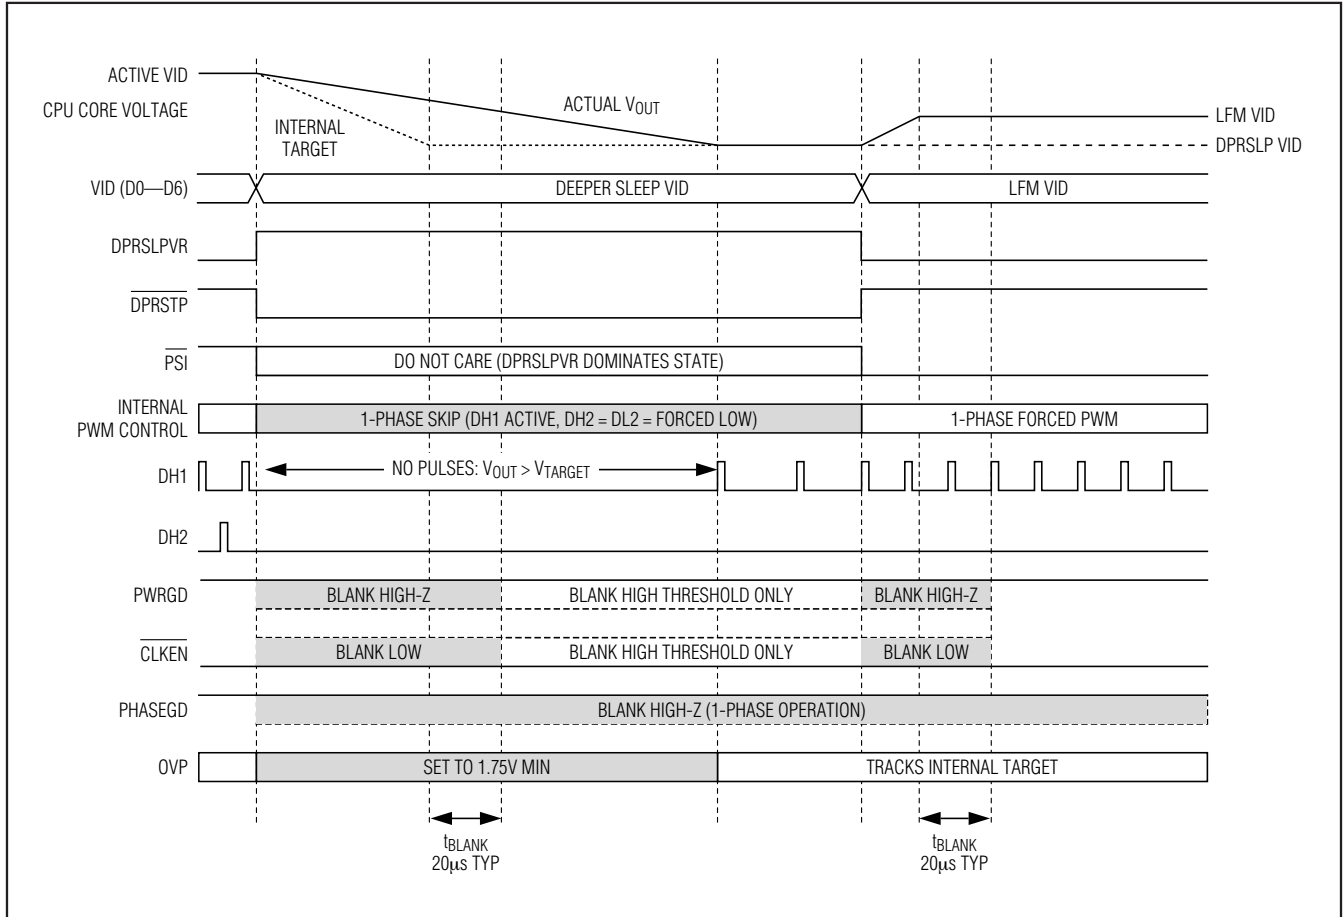 ACTIVE VID
CPU CORE VOLTAGE
INTERNAL
TARGET
ACTUAL VOUT
LFM VID
DPRSLP VID
VID (D0—D6)
DEEPER SLEEP VID
LFM VID
DPRSLPVR
DPRSTP
PSI
DO NOT CARE (DPRSLPVR DOMINATES STATE)
INTERNAL
PWM CONTROL
1-PHASE SKIP (DH1 ACTIVE, DH2 = DL2 = FORCED LOW)
1-PHASE FORCED PWM
DH1
NO PULSES: VOUT > VTARGET
DH2
PWRGD
BLANK HIGH-Z
BLANK HIGH THRESHOLD ONLY
BLANK HIGH-Z
CLKEN
BLANK LOW
BLANK HIGH THRESHOLD ONLY
BLANK LOW
PHASEGD
BLANK HIGH-Z (1-PHASE OPERATION)
OVP
SET TO 1.75V MIN
TRACKS INTERNAL TARGET
tBLANK
20μs TYP
tBLANK
20μs TYP